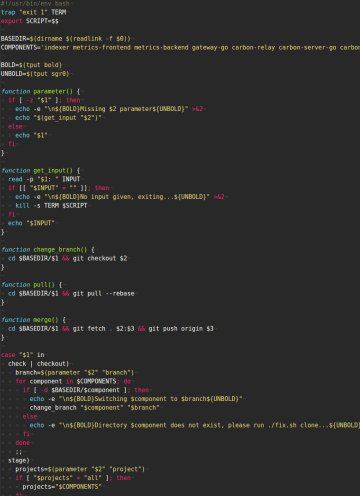 #!/usr/bin/env bash
trap "exit 1" TERM
export SCRIPT=$$
BASEDIR=$(dirname $(readlink -f $0))
COMPONENTS='indexer metrics-frontend metrics-backend gateway-go carbon-relay carbon-server-go carbon
BOLD=$(tput bold)
UNBOLD=$(tput sgr0)
function parameter() {
if [ -z "$1" ]; then
echo -e "\n${BOLD}Missing $2 parameter${UNBOLD}" >&2
echo "$(get_input "$2")"
else
echo "$1"
fi
}
function get_input() {
read -p "$1: " INPUT
if [[ "$INPUT" = "" ]]; then
echo -e "\n${BOLD}No input given, exiting...${UNBOLD}" >&2
kill -s TERM $SCRIPT
fi
echo "$INPUT"
}
function change_branch() {
cd $BASEDIR/$1 && git checkout $2
}
function pull() {
cd $BASEDIR/$1 && git pull --rebase
}
function merge() {
cd $BASEDIR/$1 && git fetch . $2:$3 && git push origin $3
}
case "$1" in
check | checkout)
branch=$(parameter "$2" "branch")
for component in $COMPONENTS; do
if [ -d $BASEDIR/$component ]; then
echo -e "\n${BOLD}Switching $component to $branch${UNBOLD}"
change_branch "$component" "$branch"
else
echo -e "\n${BOLD}Directory $component does not exist, please run ./fix.sh clone...${UNBOLD}
fi
done
;;
stage)
projects=$(parameter "$2" "project")
if [ "$projects" = "all" ]; then
projects="$COMPONENTS"
fi